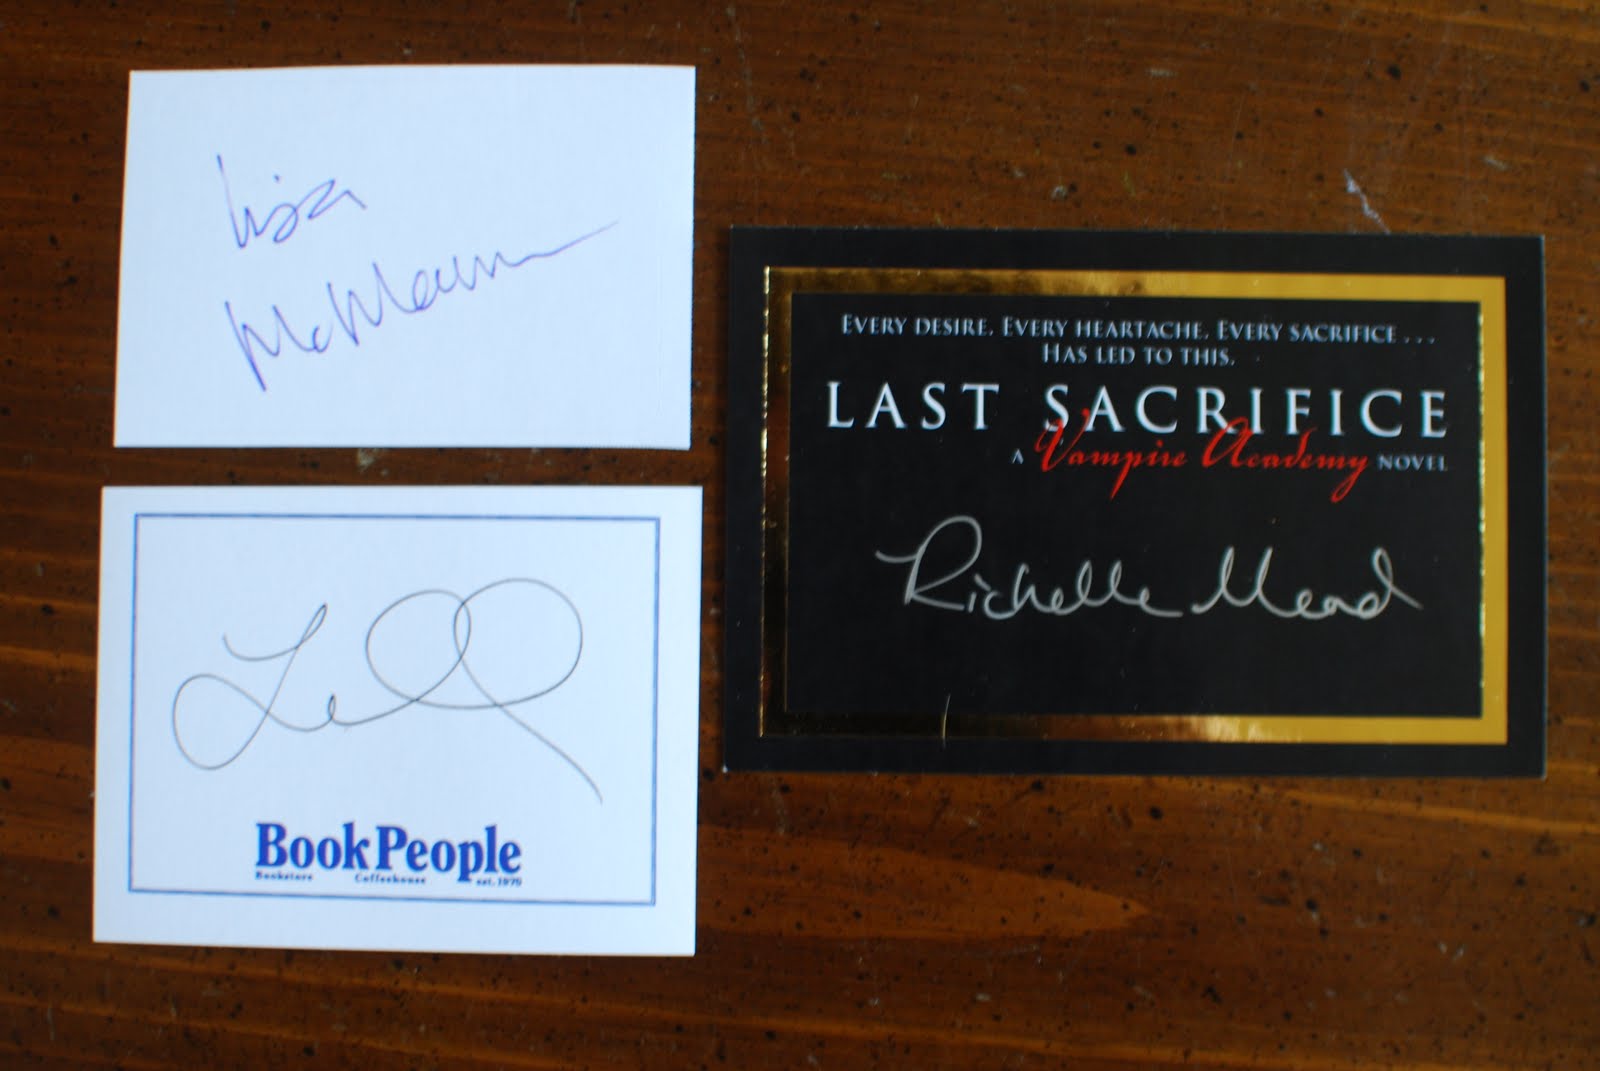 Lisa
McMann
BookPeople
Bookstore Coffeehouse est. 1970
EVERY DESIRE. EVERY HEARTACHE. EVERY SACRIFICE . . .
HAS LED TO THIS.
LAST SACRIFICE
A Vampire Academy NOVEL
Richelle Mead